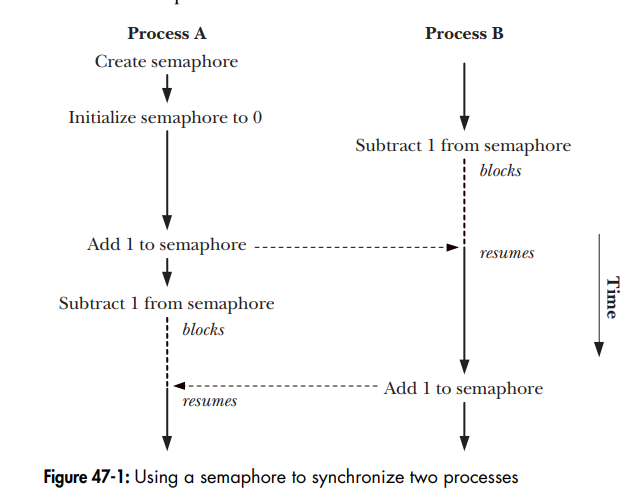 Process A
Process B
Create semaphore
Initialize semaphore to 0
Subtract 1 from semaphore
blocks
Add 1 to semaphore
resumes
Subtract 1 from semaphore
blocks
Add 1 to semaphore
resumes
Time
Figure 47-1: Using a semaphore to synchronize two processes